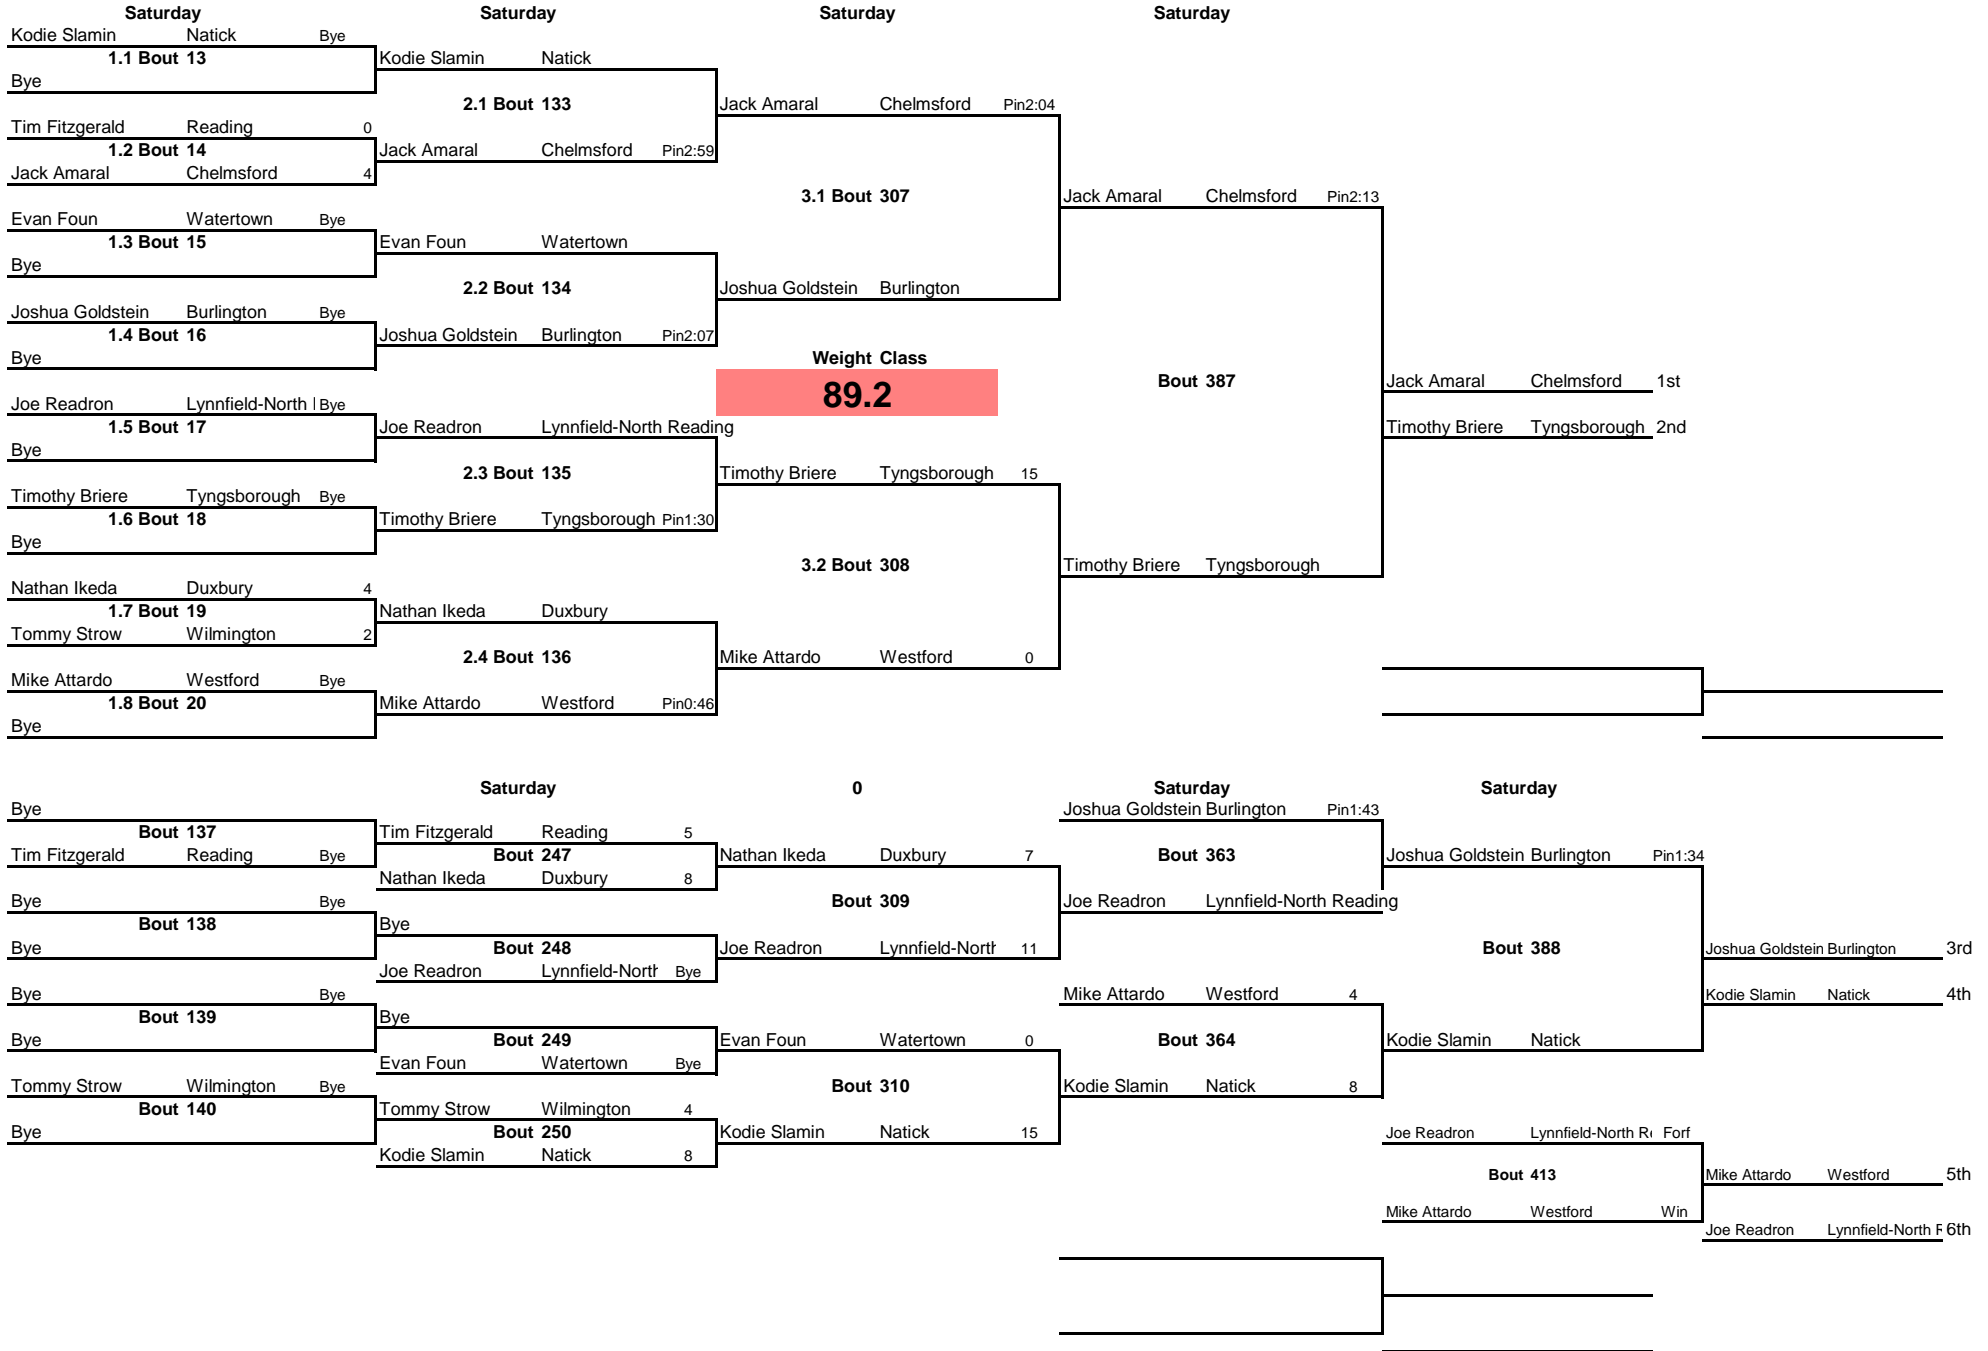 Saturday Saturday Saturday Saturday
Kodie Slamin Natick Bye
1.1 Bout 13 Kodie Slamin Natick
Bye
2.1 Bout 133 Jack Amaral Chelmsford Pin2:04
Tim Fitzgerald Reading 0
1.2 Bout 14 Jack Amaral Chelmsford Pin2:59
Jack Amaral Chelmsford 4
3.1 Bout 307 Jack Amaral Chelmsford Pin2:13
Evan Foun Watertown Bye
1.3 Bout 15 Evan Foun Watertown
Bye
2.2 Bout 134 Joshua Goldstein Burlington
Joshua Goldstein Burlington Bye
1.4 Bout 16 Joshua Goldstein Burlington Pin2:07
Bye Weight Class
89.2 Bout 387 Jack Amaral Chelmsford 1st
Joe Readron Lynnfield-North Bye
1.5 Bout 17 Joe Readron Lynnfield-North Reading Timothy Briere Tyngsborough 2nd
Bye
2.3 Bout 135 Timothy Briere Tyngsborough 15
Timothy Briere Tyngsborough Bye
1.6 Bout 18 Timothy Briere Tyngsborough Pin1:30
Bye
3.2 Bout 308 Timothy Briere Tyngsborough
Nathan Ikeda Duxbury 4
1.7 Bout 19 Nathan Ikeda Duxbury
Tommy Strow Wilmington 2
2.4 Bout 136 Mike Attardo Westford 0
Mike Attardo Westford Bye
1.8 Bout 20 Mike Attardo Westford Pin0:46
Bye
Saturday 0 Saturday Saturday
Bye Joshua Goldstein Burlington Pin1:43
Bout 137 Tim Fitzgerald Reading 5
Tim Fitzgerald Reading Bye Bout 247 Nathan Ikeda Duxbury 7 Bout 363 Joshua Goldstein Burlington Pin1:34
Nathan Ikeda Duxbury 8
Bye Bye Bout 309 Joe Readron Lynnfield-North Reading
Bout 138 Bye
Bye Bout 248 Joe Readron Lynnfield-North 11 Bout 388 Joshua Goldstein Burlington 3rd
Joe Readron Lynnfield-North Bye
Bye Bye Mike Attardo Westford 4 Kodie Slamin Natick 4th
Bout 139 Bye
Bye Bout 249 Evan Foun Watertown 0 Bout 364 Kodie Slamin Natick
Evan Foun Watertown Bye
Tommy Strow Wilmington Bye Bout 310 Kodie Slamin Natick 8
Bout 140 Tommy Strow Wilmington 4
Bye Bout 250 Kodie Slamin Natick 15 Joe Readron Lynnfield-North Forf
Kodie Slamin Natick 8
Bout 413 Mike Attardo Westford 5th
Mike Attardo Westford Win
Joe Readron Lynnfield-North 6th